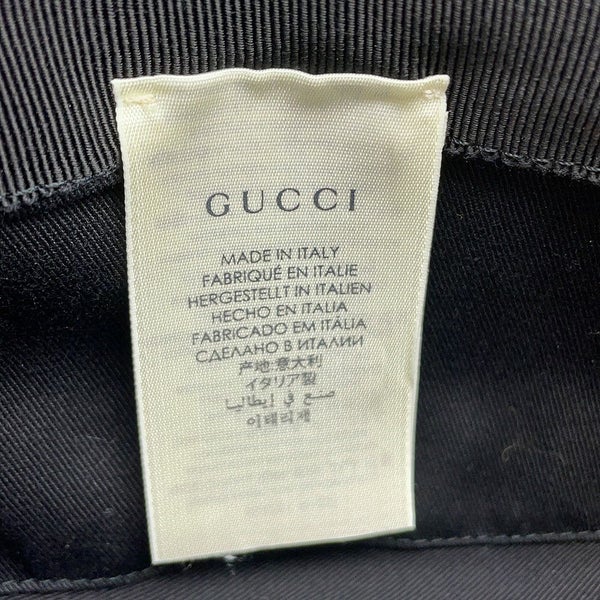 GUCCI
MADE IN ITALY
FABRIQUÉ EN ITALIE
HERGESTELLT IN ITALIEN
HECHO EN ITALIA
FABRICADO EM ITÁLIA
СДЕЛАНО В ИТАЛИИ
产地:意大利
イタリア製
صنع في إيطاليا
이태리제